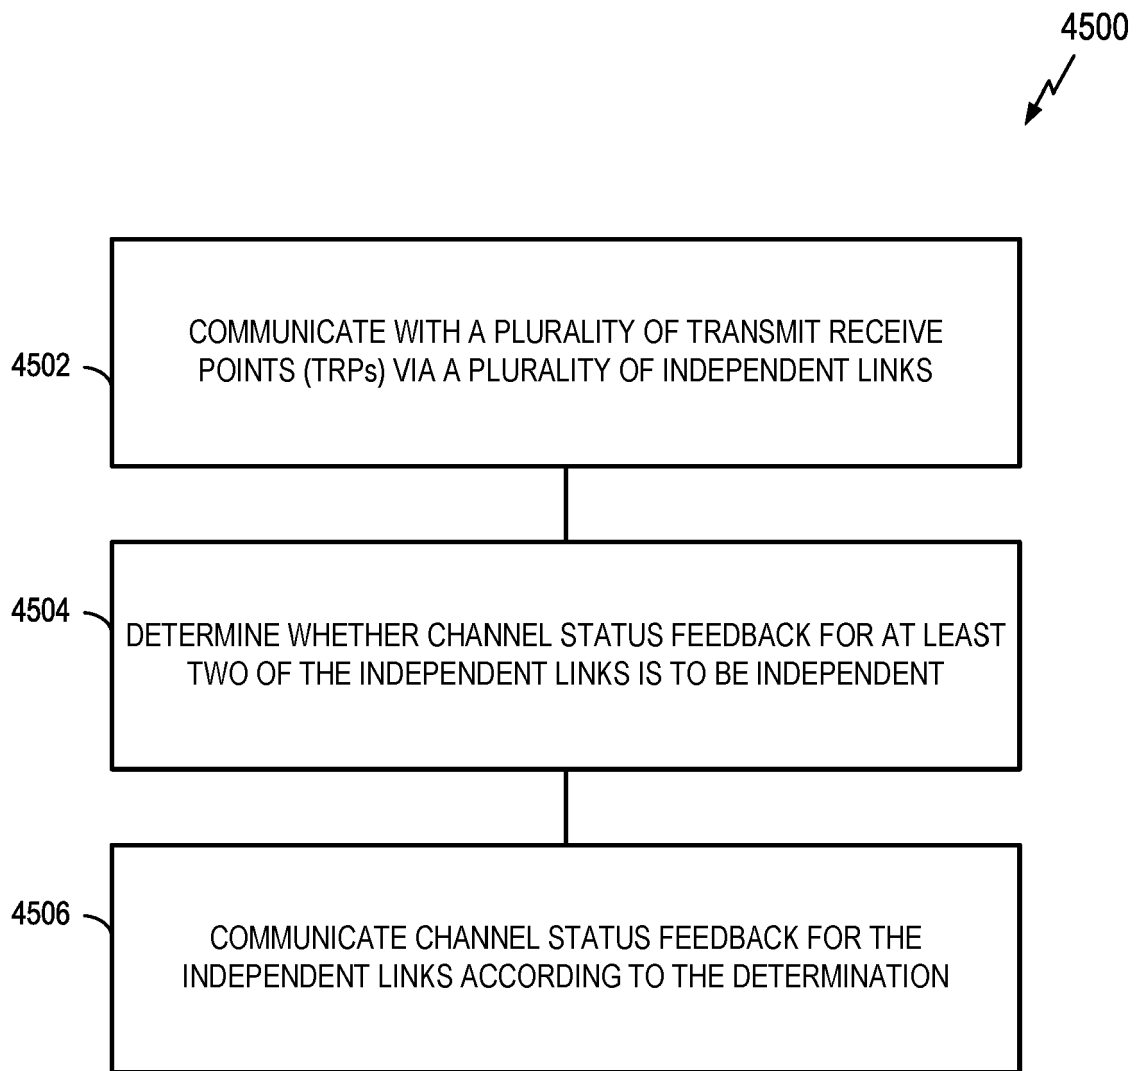 4500
COMMUNICATE WITH A PLURALITY OF TRANSMIT RECEIVE
POINTS (TRPs) VIA A PLURALITY OF INDEPENDENT LINKS
4502
4504
DETERMINE WHETHER CHANNEL STATUS FEEDBACK FOR AT LEAST
TWO OF THE INDEPENDENT LINKS IS TO BE INDEPENDENT
4506
COMMUNICATE CHANNEL STATUS FEEDBACK FOR THE
INDEPENDENT LINKS ACCORDING TO THE DETERMINATION